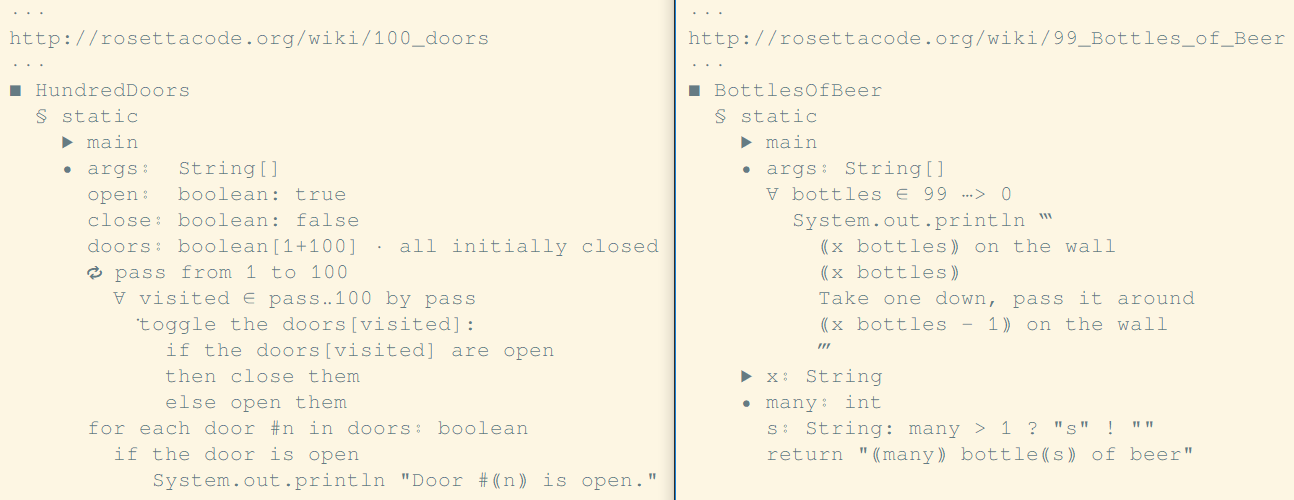 ···
http://rosettacode.org/wiki/100_doors
···
■ HundredDoors
§ static
▶ main
• args⦂  String[]
open⦂  boolean: true
close⦂ boolean: false
doors⦂ boolean[1+100] · all initially closed
🗘 pass from 1 to 100
∀ visited ∈ pass‥100 by pass
˙toggle the doors[visited]:
if the doors[visited] are open
then close them
else open them
for each door #n in doors⦂ boolean
if the door is open
System.out.println "Door #⸨n⸩ is open."
···
http://rosettacode.org/wiki/99_Bottles_of_Beer
···
■ BottlesOfBeer
§ static
▶ main
• args⦂ String[]
∀ bottles ∈ 99 ⋯> 0
System.out.println ‷
⸨x bottles⸩ on the wall
⸨x bottles⸩
Take one down, pass it around
⸨x bottles − 1⸩ on the wall
‴
▶ x⦂ String
• many⦂ int
s⦂ String: many > 1 ? "s" ! ""
return "⸨many⸩ bottle⸨s⸩ of beer"